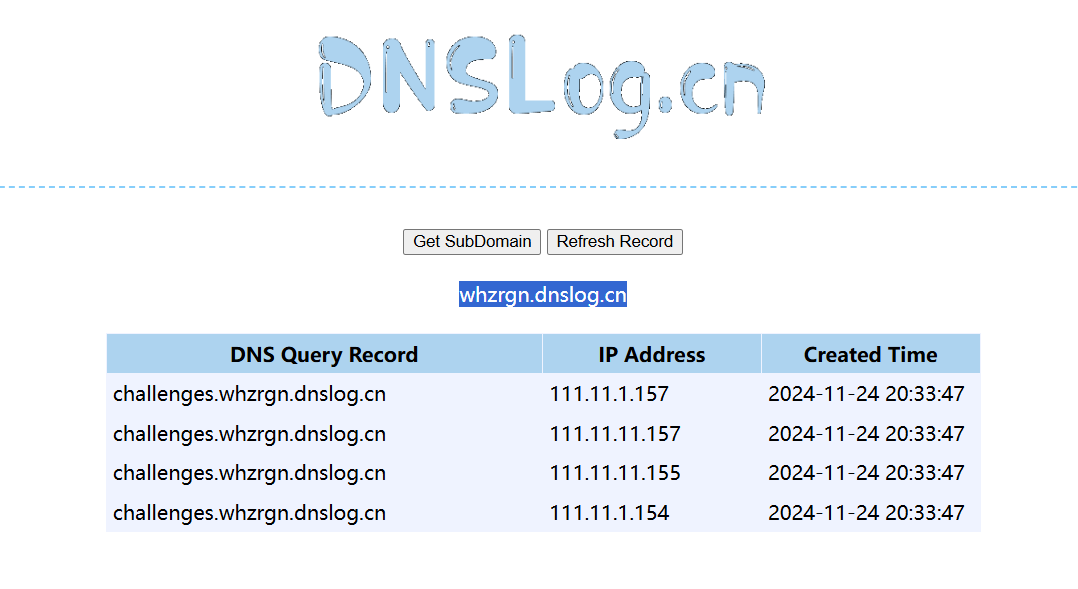 DNSLog.cn
Get SubDomain Refresh Record
whzrgn.dnslog.cn
DNS Query Record IP Address Created Time
challenges.whzrgn.dnslog.cn 111.11.1.157 2024-11-24 20:33:47
challenges.whzrgn.dnslog.cn 111.11.11.157 2024-11-24 20:33:47
challenges.whzrgn.dnslog.cn 111.11.11.155 2024-11-24 20:33:47
challenges.whzrgn.dnslog.cn 111.11.1.154 2024-11-24 20:33:47